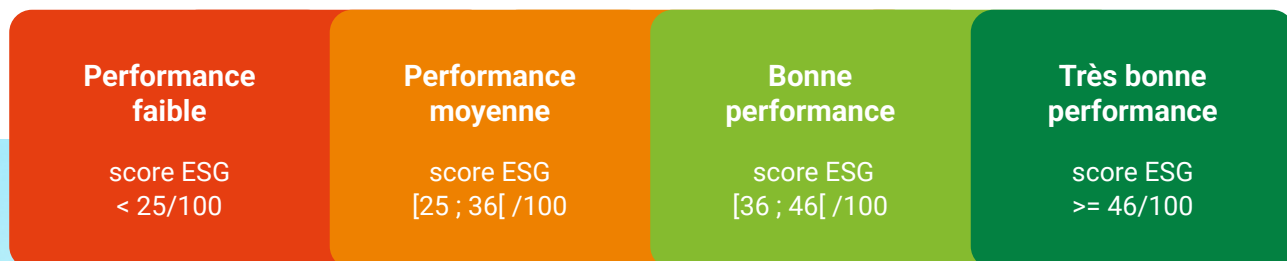 Performance
faible
score ESG
< 25/100
Performance
moyenne
score ESG
[25 ; 36[ /100
Bonne
performance
score ESG
[36 ; 46[ /100
Très bonne
performance
score ESG
>= 46/100